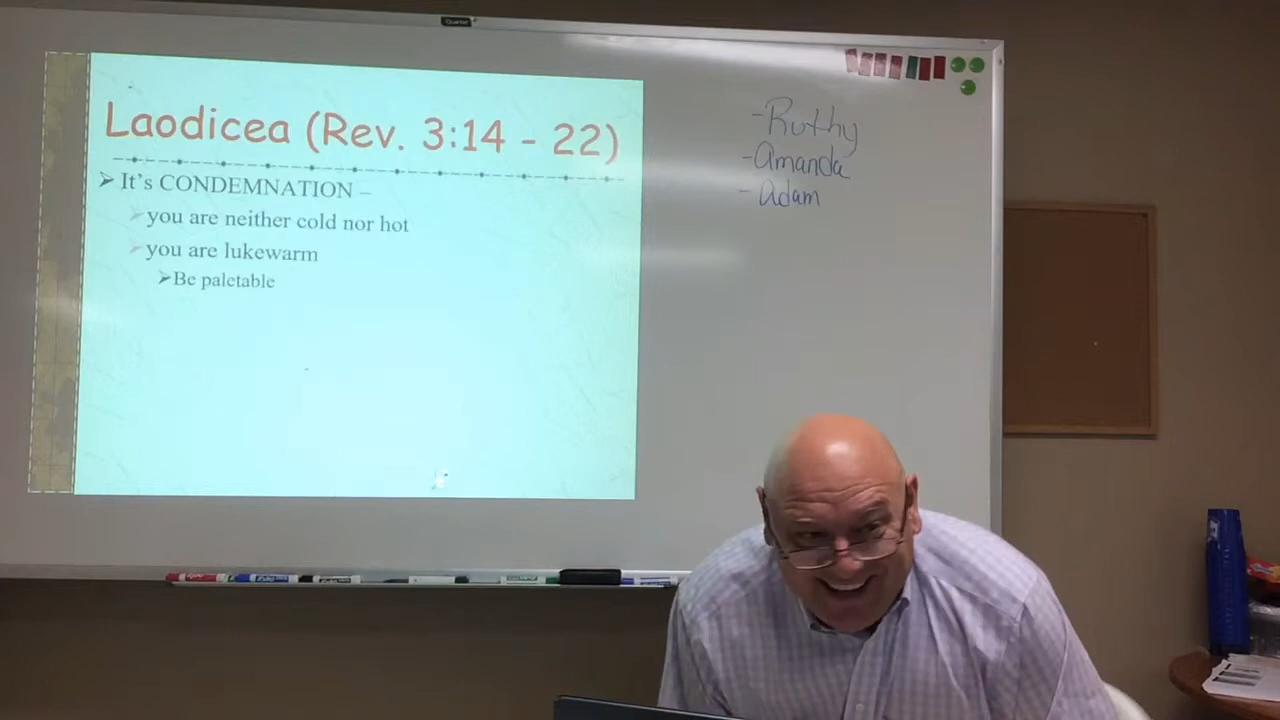 Quartet
Laodicea (Rev. 3:14 - 22)
➢ It's CONDEMNATION –
➢ you are neither cold nor hot
➢ you are lukewarm
➢ Be paletable
- Ruthy
- Amanda
- Adam